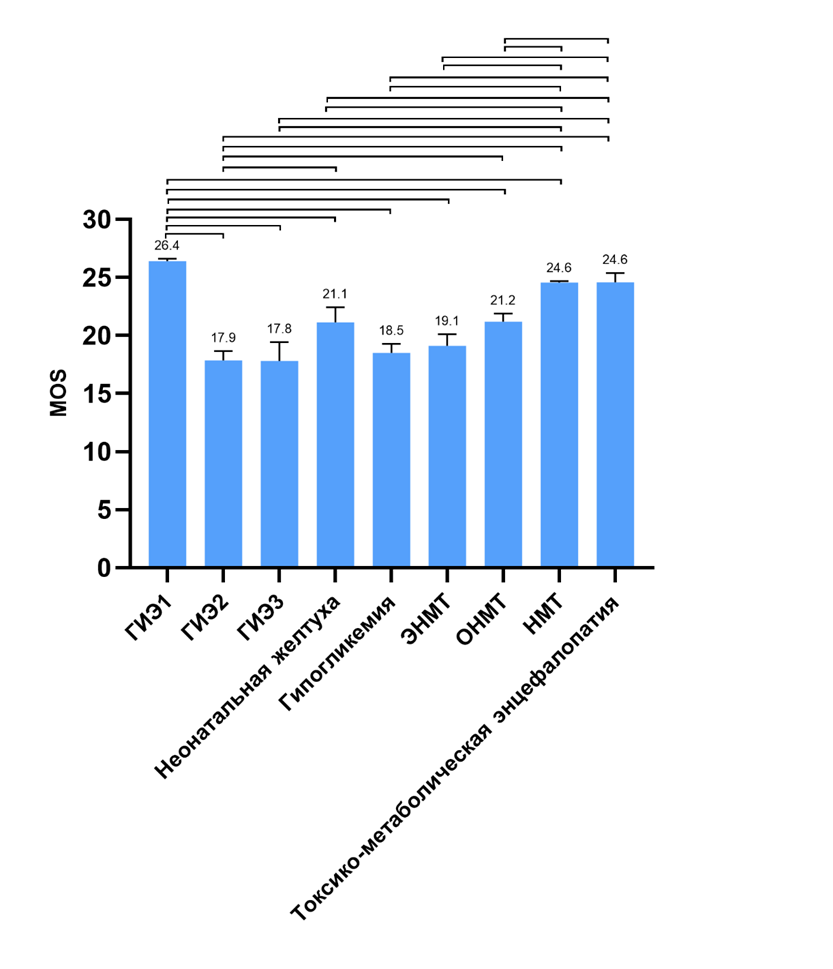 MOS
30
25
20
15
10
5
0
26.4
17.9
17.8
21.1
18.5
19.1
21.2
24.6
24.6
ГИЭ1
ГИЭ2
ГИЭ3
Неонатальная желтуха
Гипогликемия
ЭНМТ
ОНМТ
НМТ
Токсико-метаболическая энцефалопатия